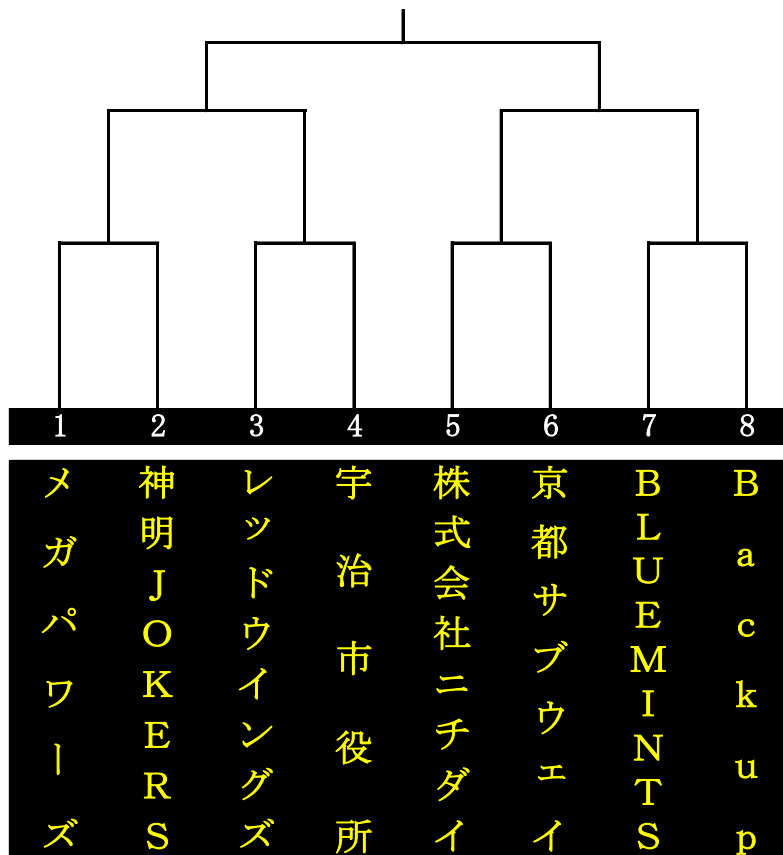 1 2 3 4 5 6 7 8
メガパワーズ
神明JOKERS
レッドウイングズ
宇治市役所
株式会社ニチダイ
京都サブウェイ
BLUEMINTS
Backup